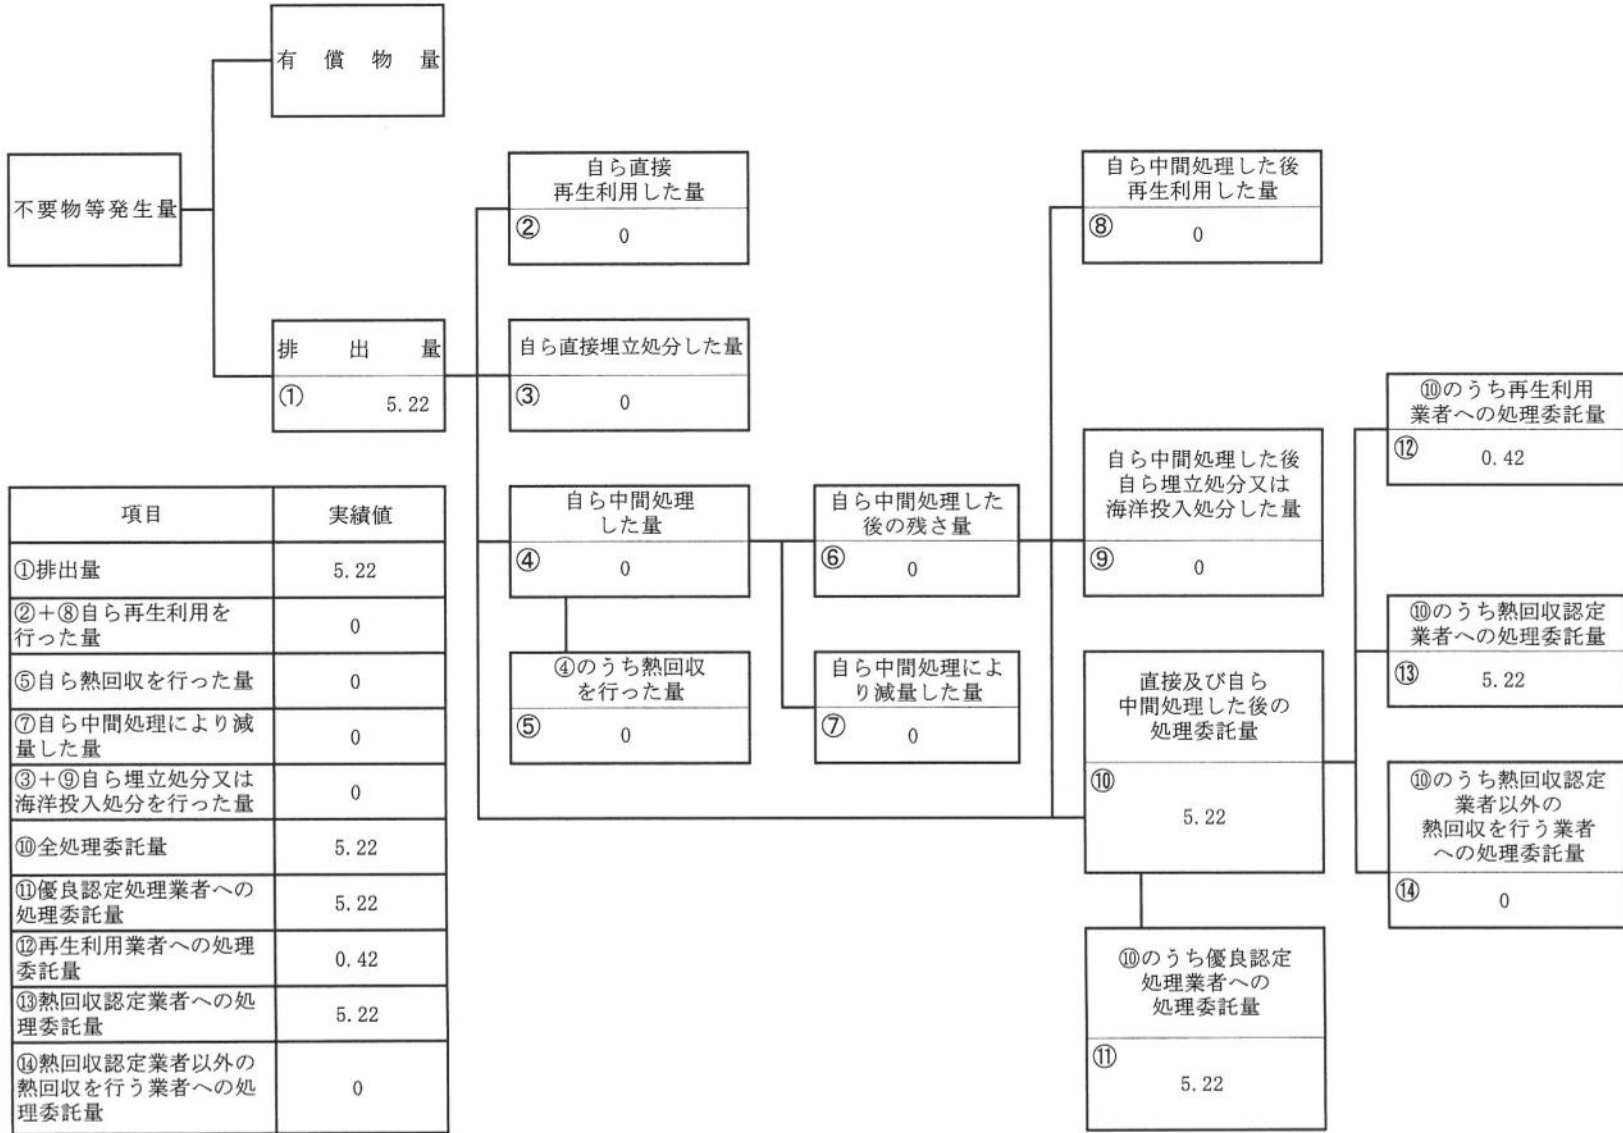 有償物量
不要物等発生量
排出量
① 5.22
自ら直接
再生利用した量
② 0
自ら直接埋立処分した量
③ 0
自ら中間処理
した量
④ 0
④のうち熱回収
を行った量
⑤ 0
自ら中間処理した
後の残さ量
⑥ 0
自ら中間処理によ
り減量した量
⑦ 0
自ら中間処理した後
再生利用した量
⑧ 0
自ら中間処理した後
自ら埋立処分又は
海洋投入処分した量
⑨ 0
直接及び自ら
中間処理した後の
処理委託量
⑩
5.22
⑩のうち優良認定
処理業者への
処理委託量
⑪
5.22
⑩のうち再生利用
業者への処理委託量
⑫ 0.42
⑩のうち熱回収認定
業者への処理委託量
⑬ 5.22
⑩のうち熱回収認定
業者以外の
熱回収を行う業者
への処理委託量
⑭ 0
項目 実績値
①排出量 5.22
②+⑧自ら再生利用を
行った量 0
⑤自ら熱回収を行った量 0
⑦自ら中間処理により減
量した量 0
③+⑨自ら埋立処分又は
海洋投入処分を行った量 0
⑩全処理委託量 5.22
⑪優良認定処理業者への
処理委託量 5.22
⑫再生利用業者への処理
委託量 0.42
⑬熱回収認定業者への処
理委託量 5.22
⑭熱回収認定業者以外の
熱回収を行う業者への処
理委託量 0